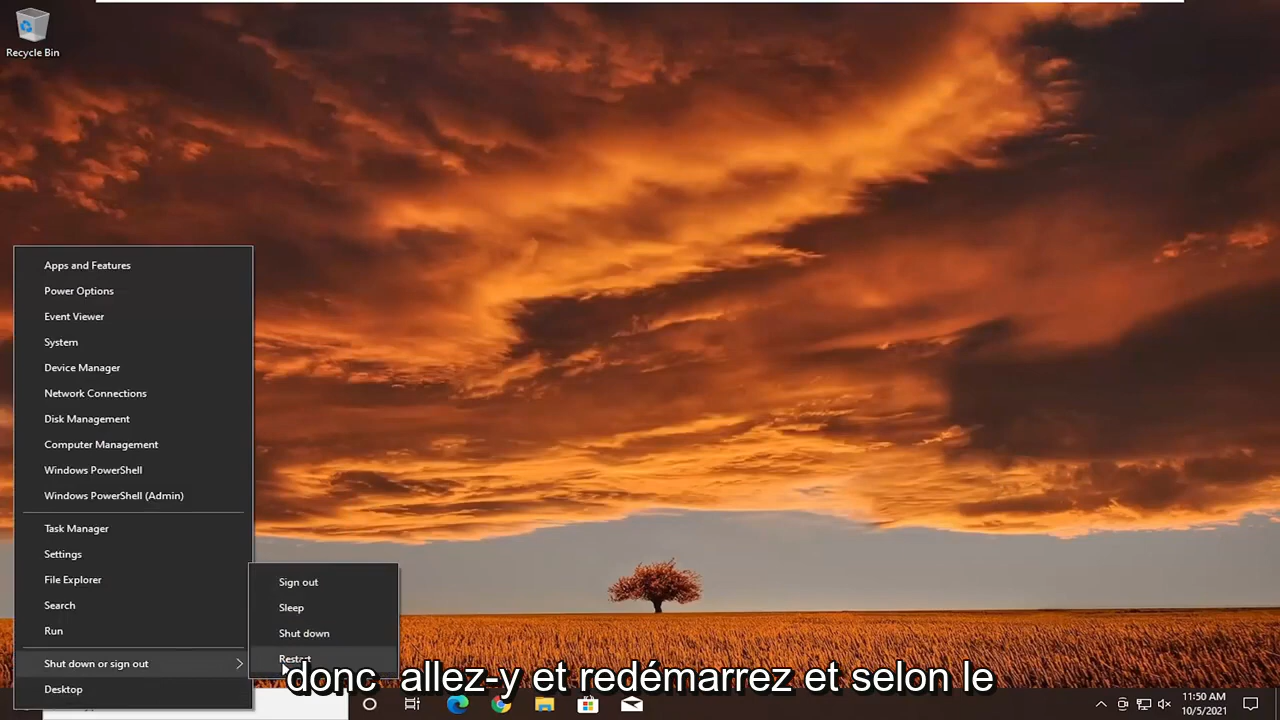 Recycle Bin
Apps and Features
Power Options
Event Viewer
System
Device Manager
Network Connections
Disk Management
Computer Management
Windows PowerShell
Windows PowerShell (Admin)
Task Manager
Settings
File Explorer
Search
Run
Shut down or sign out
Desktop
Sign out
Sleep
Shut down
Restart
donc allez-y et redémarrez et selon le
11:50 AM
10/5/2021